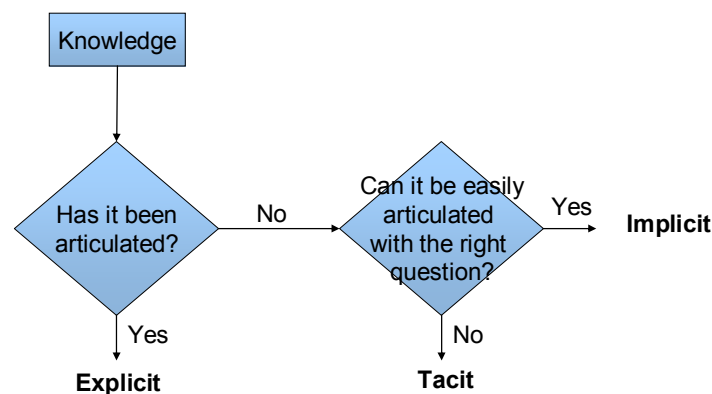 Knowledge
Has it been
articulated?
No
Can it be easily
articulated
with the right
question?
Yes
Implicit
Yes
Explicit
No
Tacit